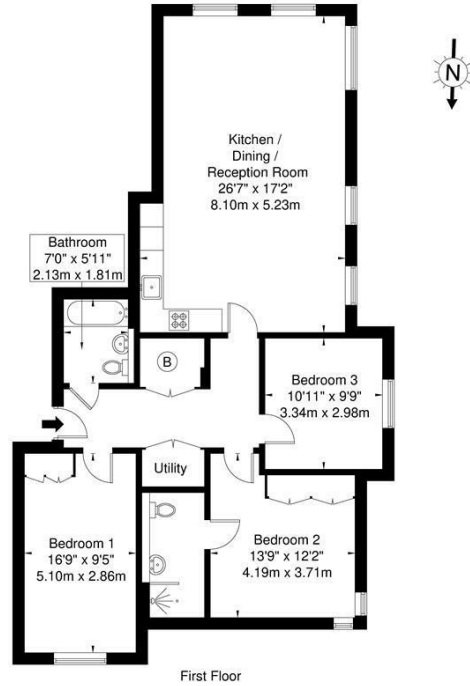 N
Kitchen /
Dining /
Reception Room
26'7" x 17'2"
8.10m x 5.23m
Bathroom
7'0" x 5'11"
2.13m x 1.81m
B
Bedroom 3
10'11" x 9'9"
3.34m x 2.98m
Utility
Bedroom 1
16'9" x 9'5"
5.10m x 2.86m
Bedroom 2
13'9" x 12'2"
4.19m x 3.71m
First Floor